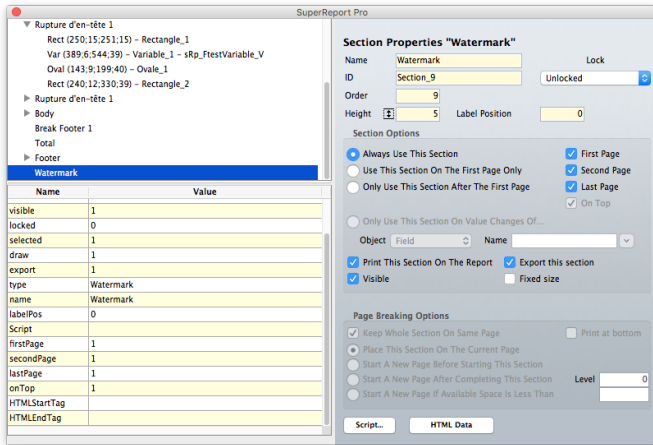 SuperReport Pro
Rupture d'en-tête 1
Rect (250;15;251;15) - Rectangle_1
Var (389;6;544;39) - Variable_1 - sRp_FtestVariable_V
Oval (143;9;199;40) - Ovale_1
Rect (240;12;330;39) - Rectangle_2
Rupture d'en-tête 1
Body
Break Footer 1
Total
Footer
Watermark
Name Value
visible 1
locked 0
selected 1
draw 1
export 1
type Watermark
name Watermark
labelPos 0
Script
firstPage 1
secondPage 1
lastPage 1
onTop 1
HTMLStartTag
HTMLEndTag
Section Properties "Watermark"
Name Watermark Lock
ID Section_9 Unlocked
Order 9
Height 5 Label Position 0
Section Options
Always Use This Section First Page
Use This Section On The First Page Only Second Page
Only Use This Section After The First Page Last Page
On Top
Only Use This Section On Value Changes Of...
Object Field Name
Print This Section On The Report Export this section
Visible Fixed size
Page Breaking Options
Keep Whole Section On Same Page Print at bottom
Place This Section On The Current Page
Start A New Page Before Starting This Section
Start A New Page After Completing This Section Level 0
Start A New Page If Available Space Is Less Than
Script... HTML Data